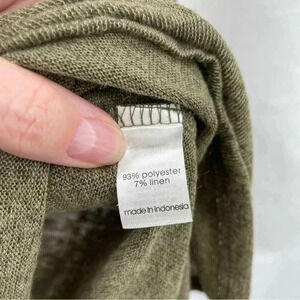 93% polyester
7% linen
made in Indonesia